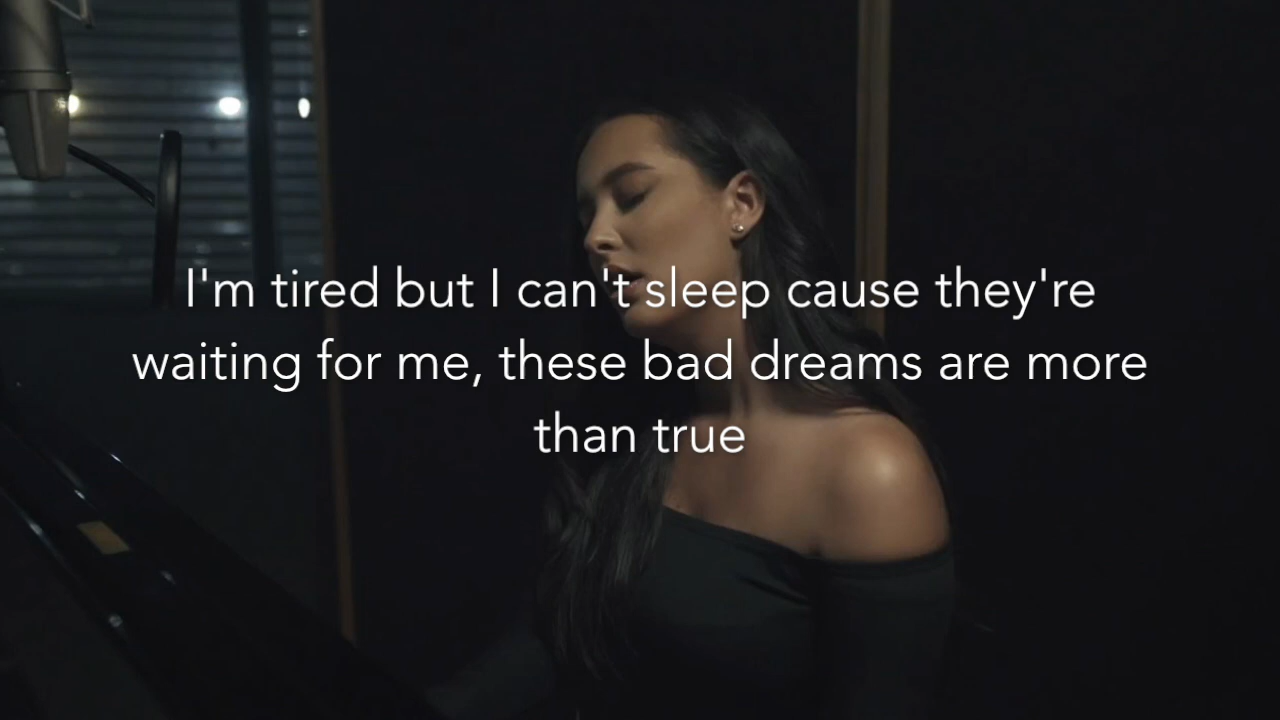 I'm tired but I can't sleep cause they're
waiting for me, these bad dreams are more
than true